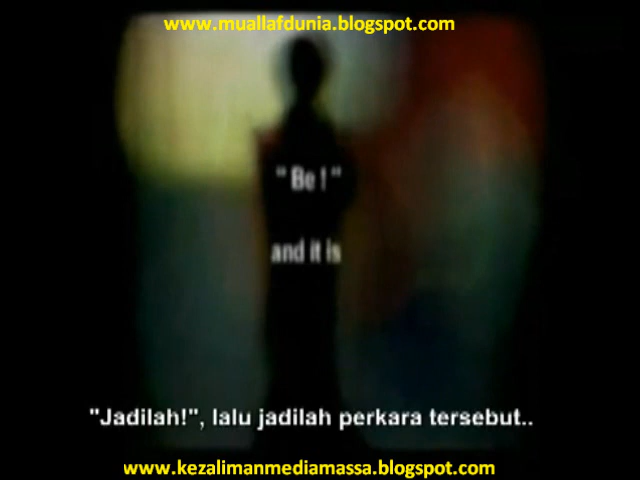 www.muallafdunia.blogspot.com
" Be ! "
and it is
"Jadilah!", lalu jadilah perkara tersebut..
www.kezalimanmediamassa.blogspot.com